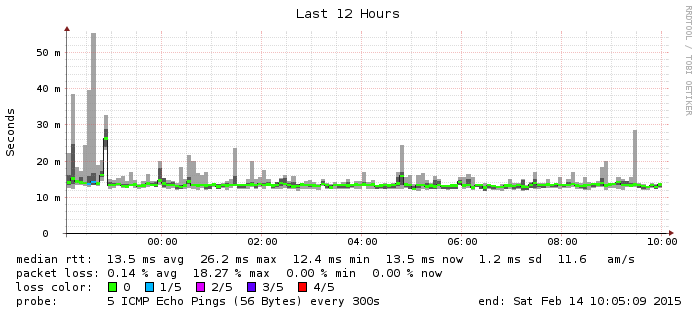 Last 12 Hours
RRDTOOL / TOBI OETIKER
Seconds
50 m
40 m
30 m
20 m
10 m
0
00:00 02:00 04:00 06:00 08:00 10:00
median rtt: 13.5 ms avg 26.2 ms max 12.4 ms min 13.5 ms now 1.2 ms sd 11.6 am/s
packet loss: 0.14 % avg 18.27 % max 0.00 % min 0.00 % now
loss color: 0 1/5 2/5 3/5 4/5
probe: 5 ICMP Echo Pings (56 Bytes) every 300s end: Sat Feb 14 10:05:09 2015